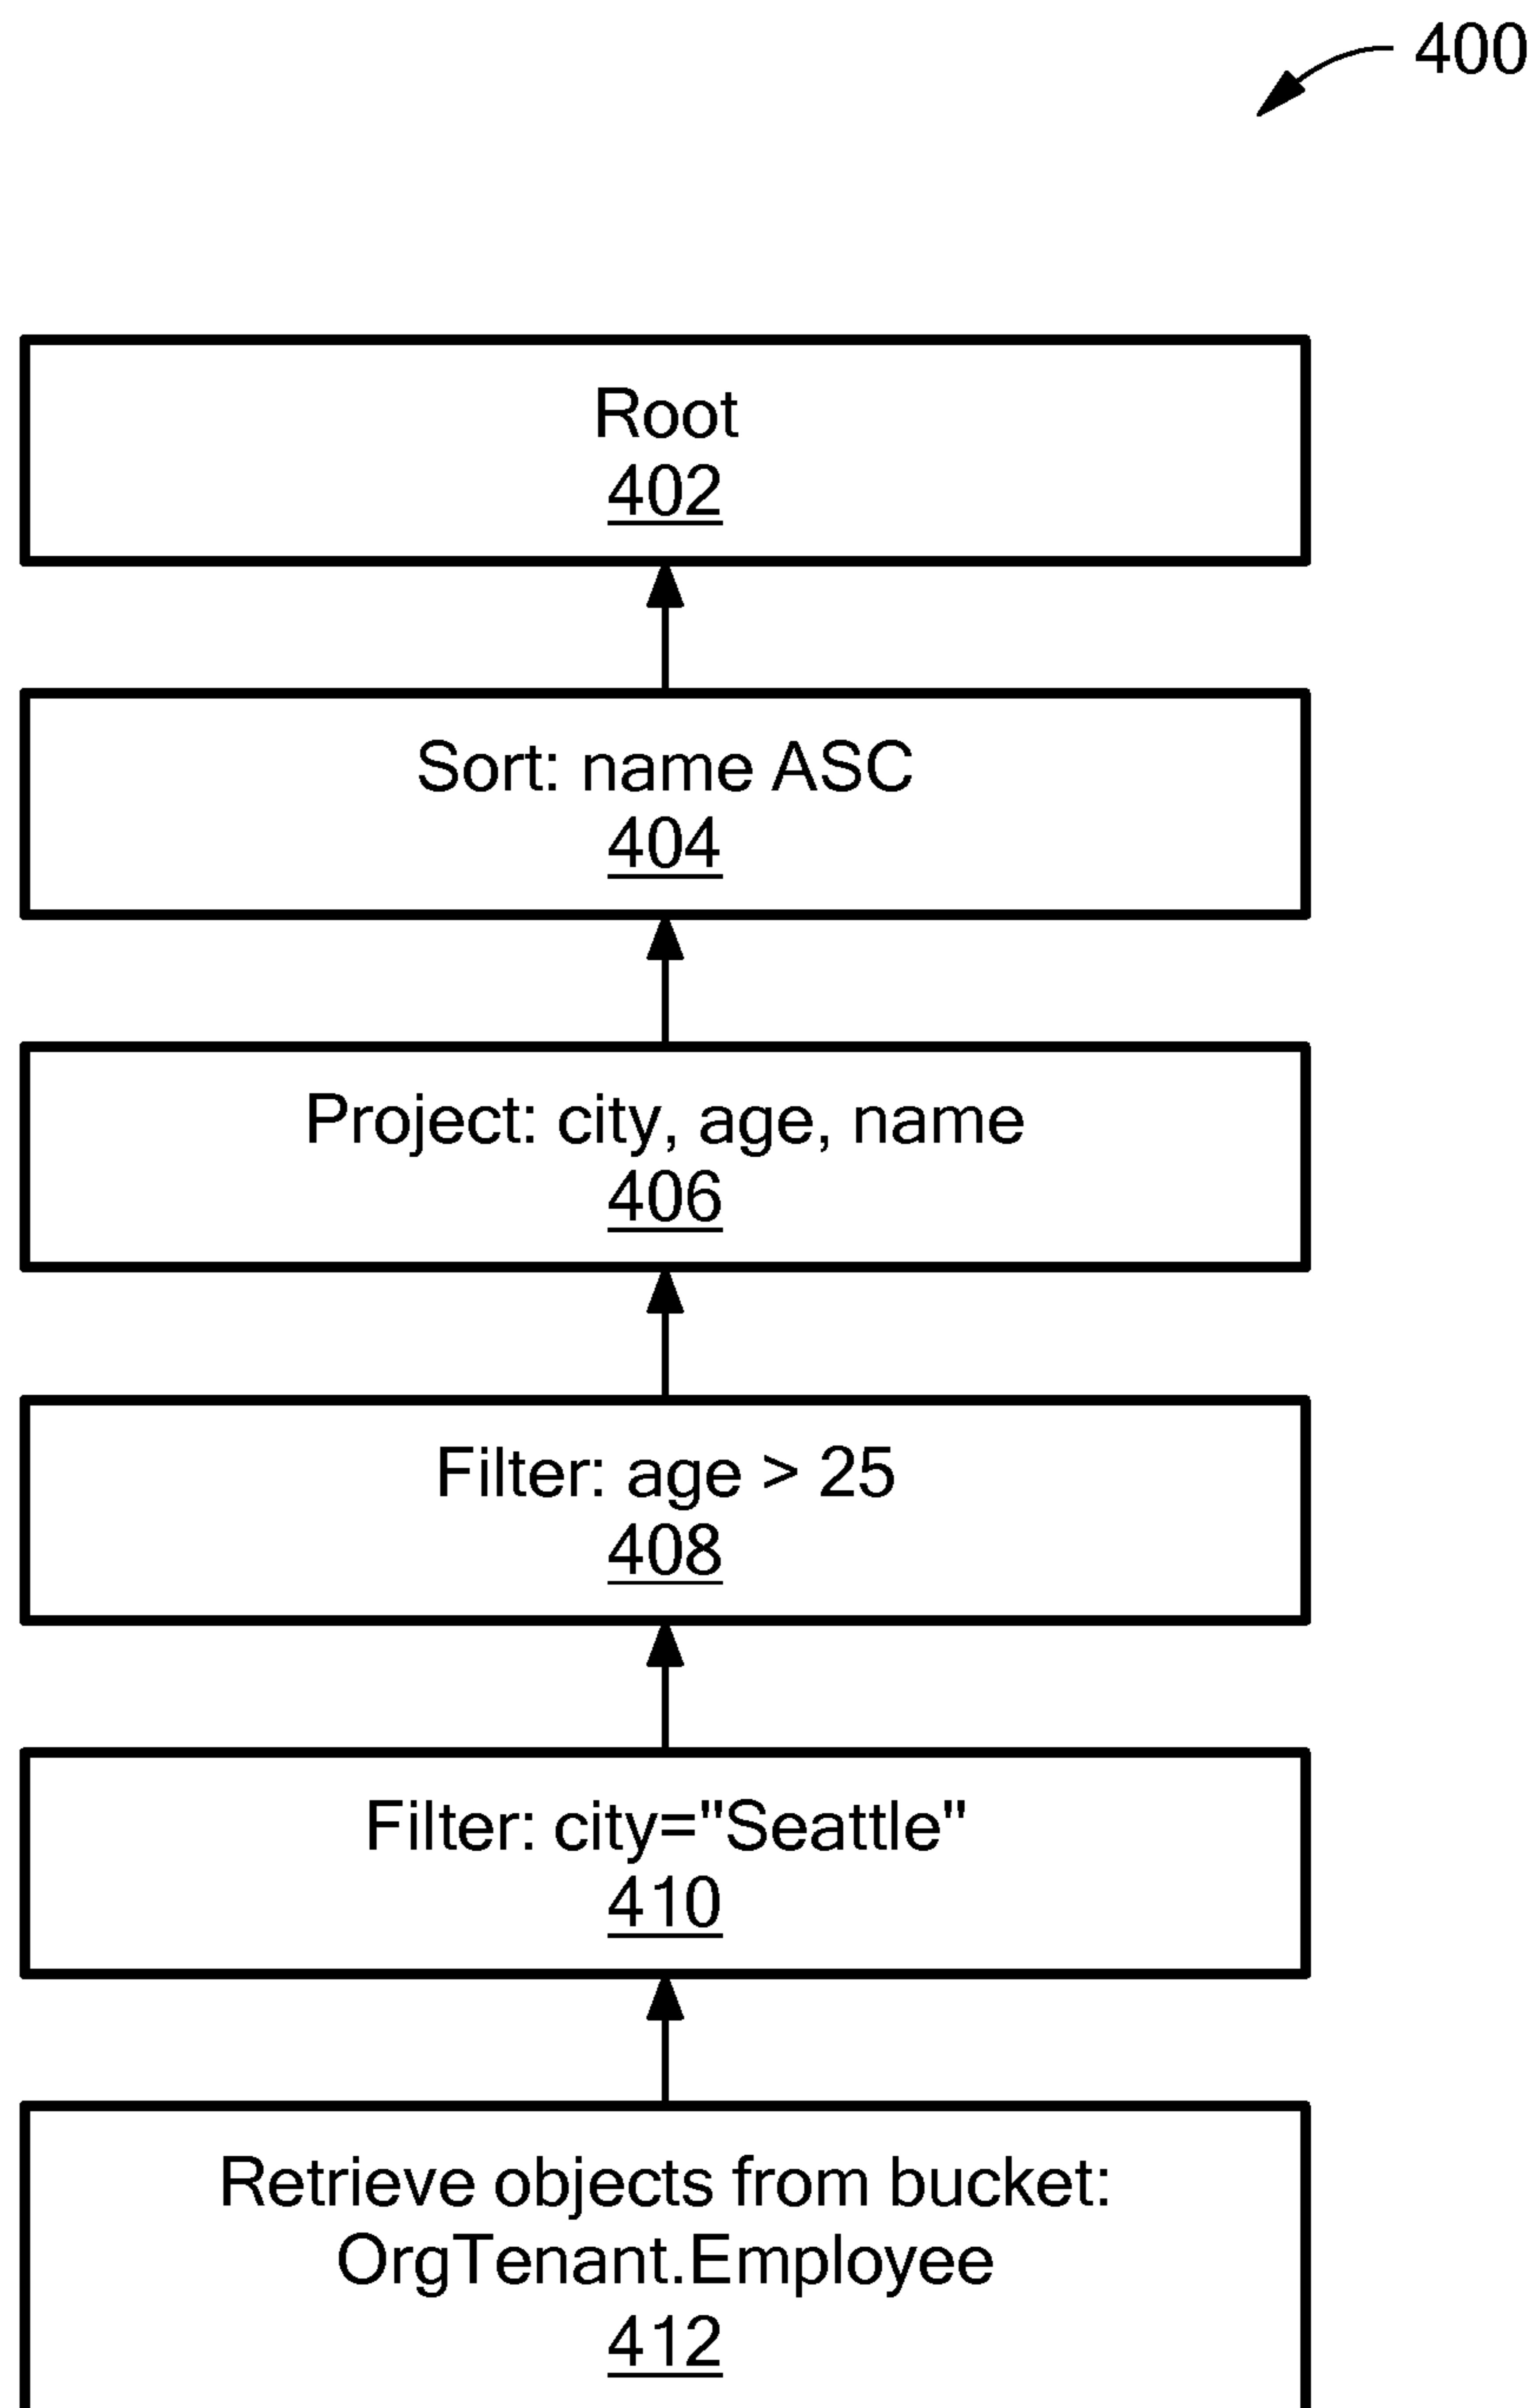 400
Root
402
Sort: name ASC
404
Project: city, age, name
406
Filter: age > 25
408
Filter: city="Seattle"
410
Retrieve objects from bucket:
OrgTenant.Employee
412